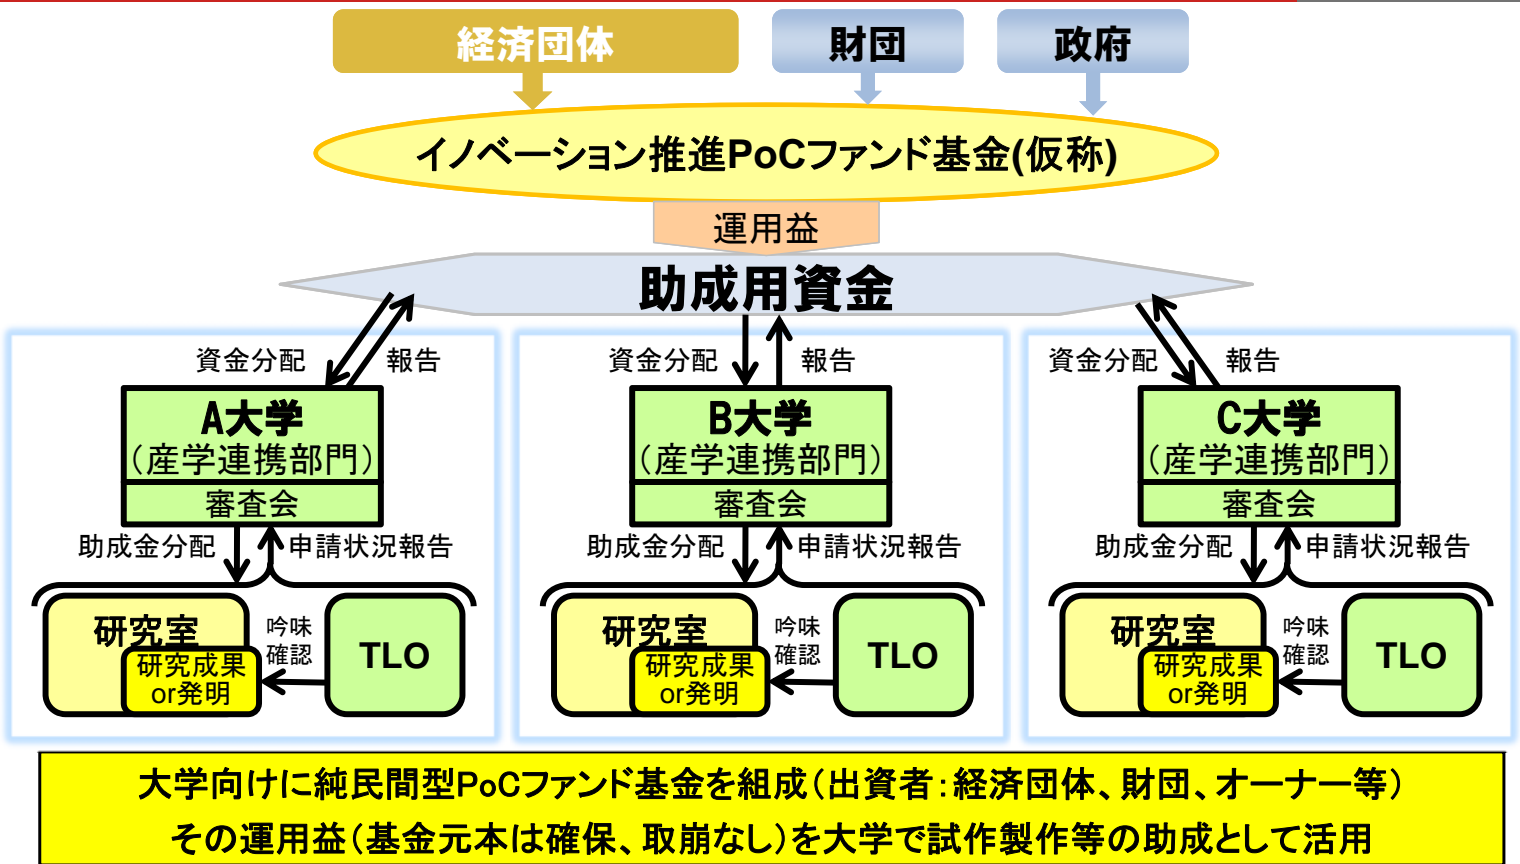 経済団体
財団
政府
イノベーション推進PoCファンド基金(仮称)
運用益
助成用資金
資金分配
報告
資金分配
報告
資金分配
報告
A大学
(産学連携部門)
審査会
B大学
(産学連携部門)
審査会
C大学
(産学連携部門)
審査会
助成金分配
申請状況報告
助成金分配
申請状況報告
助成金分配
申請状況報告
研究室
研究成果
or発明
吟味
確認
TLO
研究室
研究成果
or発明
吟味
確認
TLO
研究室
研究成果
or発明
吟味
確認
TLO
大学向けに純民間型PoCファンド基金を組成(出資者:経済団体、財団、オーナー等)
その運用益(基金元本は確保、取崩なし)を大学で試作製作等の助成として活用